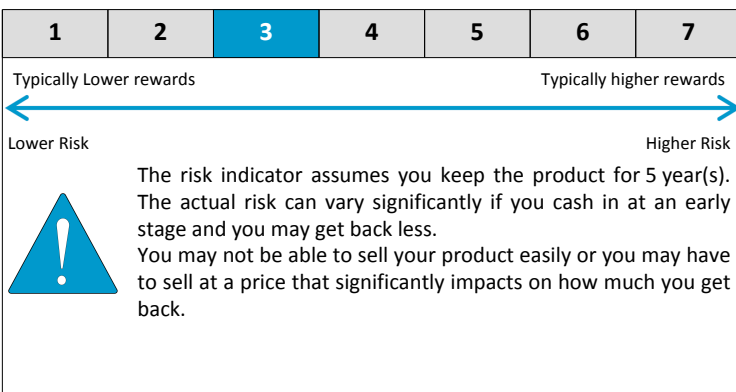 1 2 3 4 5 6 7
Typically Lower rewards Typically higher rewards
Lower Risk Higher Risk
The risk indicator assumes you keep the product for 5 year(s).
The actual risk can vary significantly if you cash in at an early
stage and you may get back less.
You may not be able to sell your product easily or you may have
to sell at a price that significantly impacts on how much you get
back.